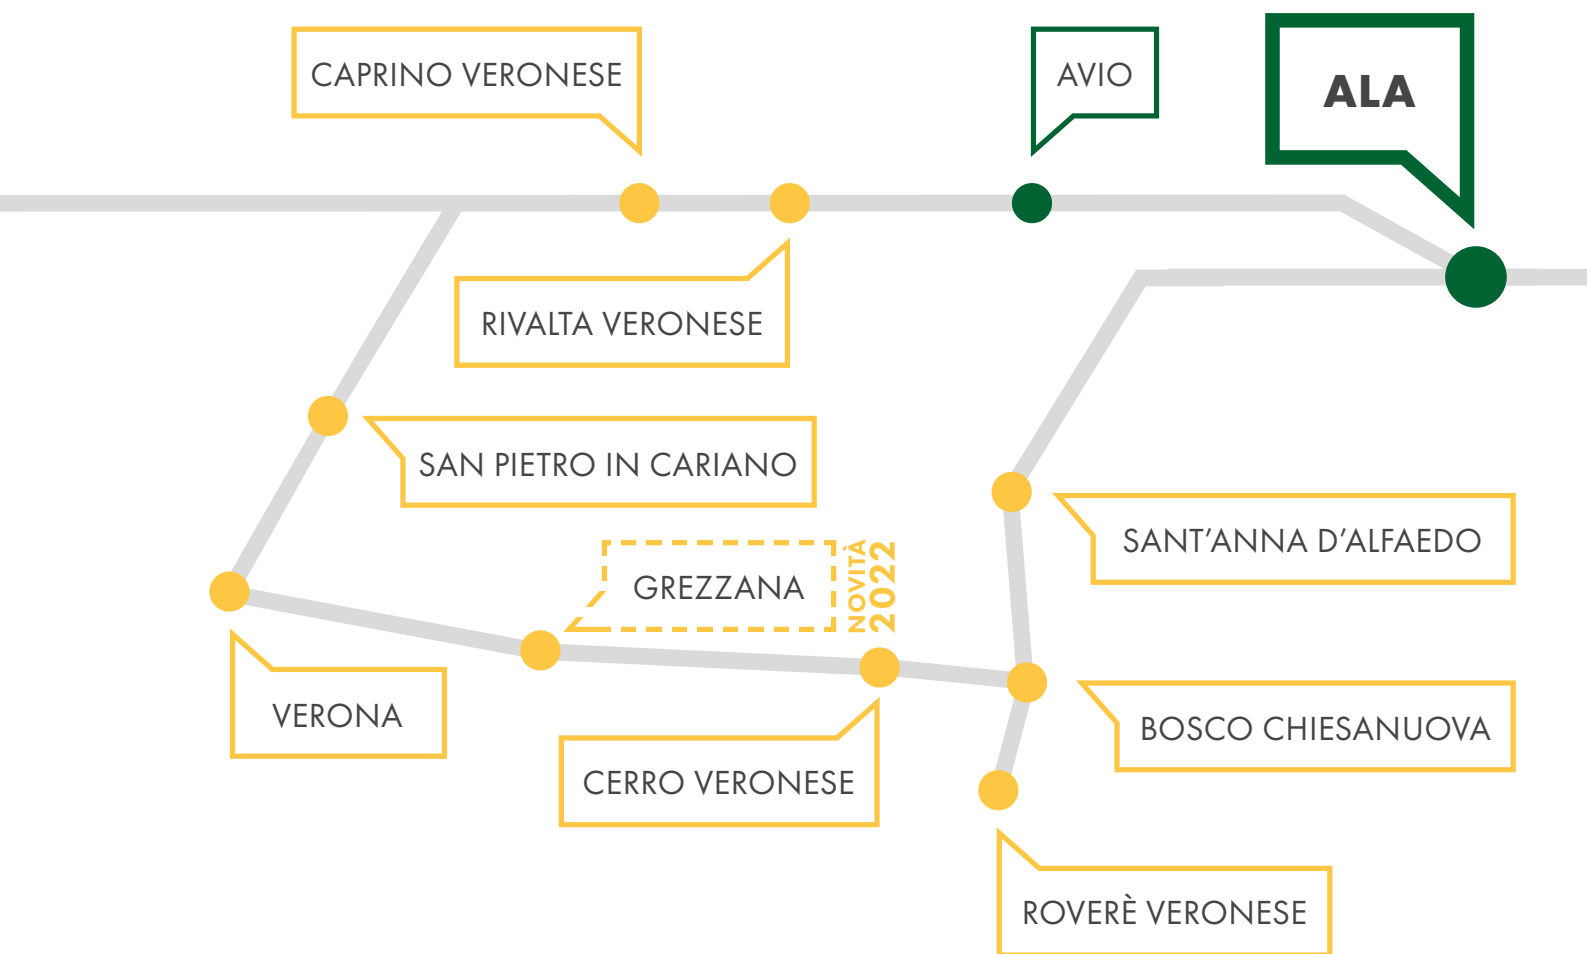 CAPRINO VERONESE
AVIO
ALA
RIVALTA VERONESE
SAN PIETRO IN CARIANO
SANT'ANNA D'ALFAEDO
GREZZANA
NOVITÀ
2022
VERONA
BOSCO CHIESANUOVA
CERRO VERONESE
ROVERÈ VERONESE